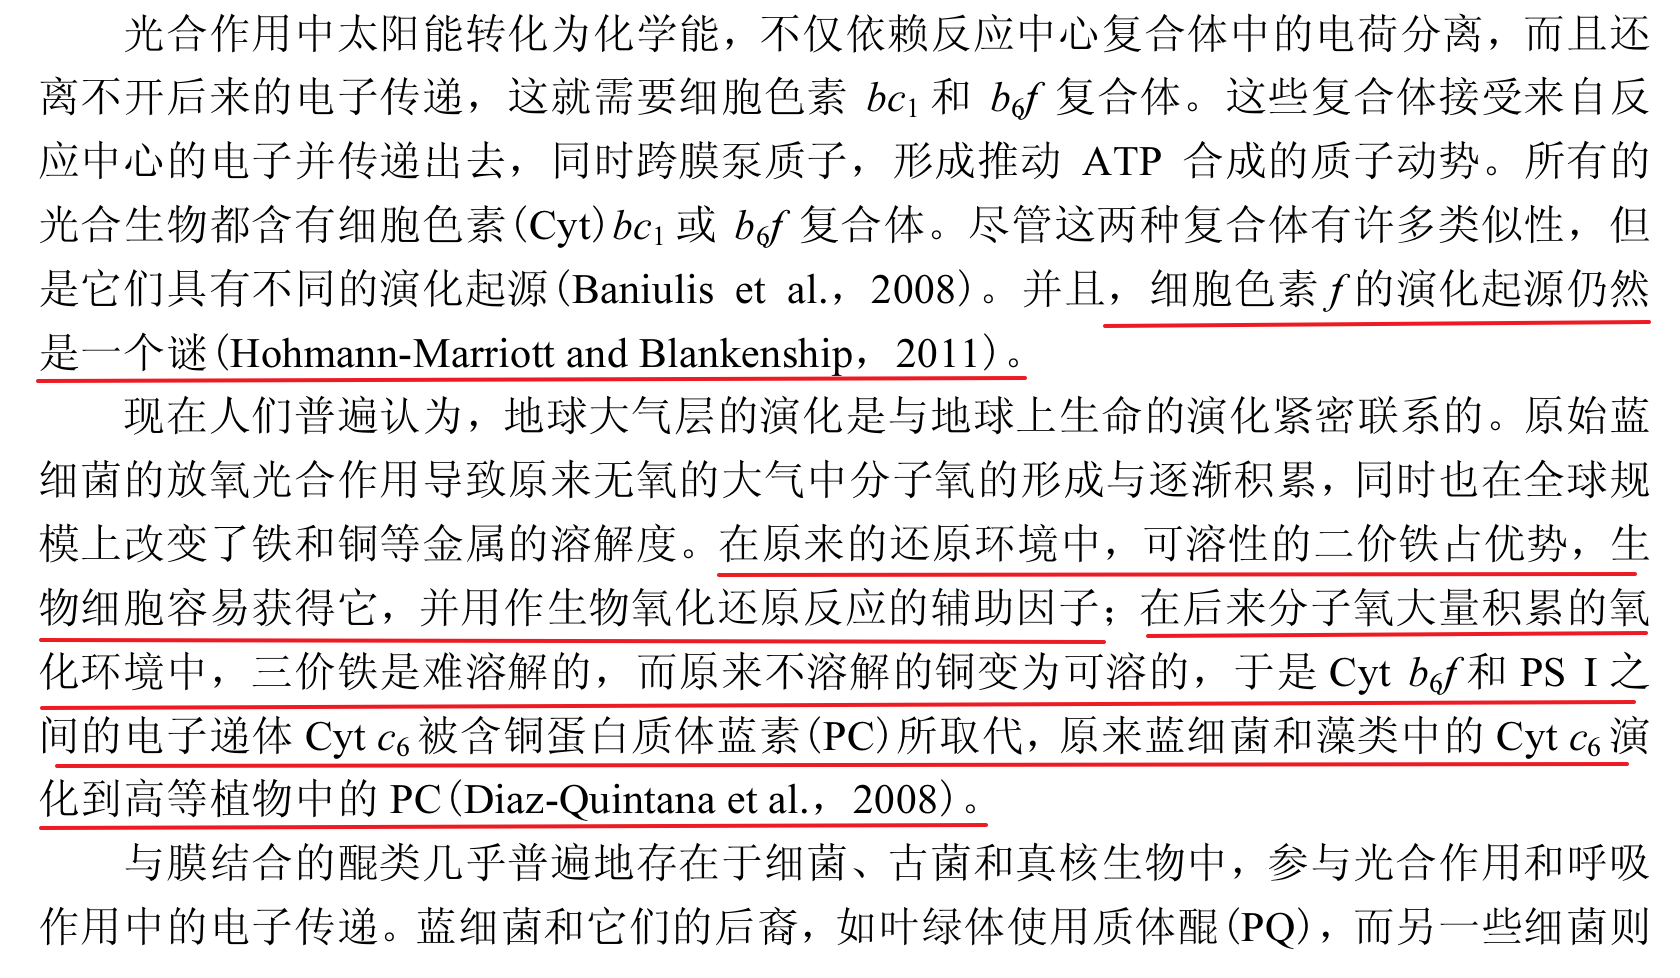 光合作用中太阳能转化为化学能，不仅依赖反应中心复合体中的电荷分离，而且还
离不开后来的电子传递，这就需要细胞色素 bc₁ 和 b₆f 复合体。这些复合体接受来自反
应中心的电子并传递出去，同时跨膜泵质子，形成推动 ATP 合成的质子动势。所有的
光合生物都含有细胞色素(Cyt)bc₁ 或 b₆f 复合体。尽管这两种复合体有许多类似性，但
是它们具有不同的演化起源(Baniulis et al.，2008)。并且，细胞色素 f 的演化起源仍然
是一个谜(Hohmann-Marriott and Blankenship，2011)。
现在人们普遍认为，地球大气层的演化是与地球上生命的演化紧密联系的。原始蓝
细菌的放氧光合作用导致原来无氧的大气中分子氧的形成与逐渐积累，同时也在全球规
模上改变了铁和铜等金属的溶解度。在原来的还原环境中，可溶性的二价铁占优势，生
物细胞容易获得它，并用作生物氧化还原反应的辅助因子；在后来分子氧大量积累的氧
化环境中，三价铁是难溶解的，而原来不溶解的铜变为可溶的，于是 Cyt b₆f 和 PS I 之
间的电子递体 Cyt c₆ 被含铜蛋白质体蓝素(PC)所取代，原来蓝细菌和藻类中的 Cyt c₆ 演
化到高等植物中的 PC(Diaz-Quintana et al.，2008)。
与膜结合的醌类几乎普遍地存在于细菌、古菌和真核生物中，参与光合作用和呼吸
作用中的电子传递。蓝细菌和它们的后裔，如叶绿体使用质体醌(PQ)，而另一些细菌则